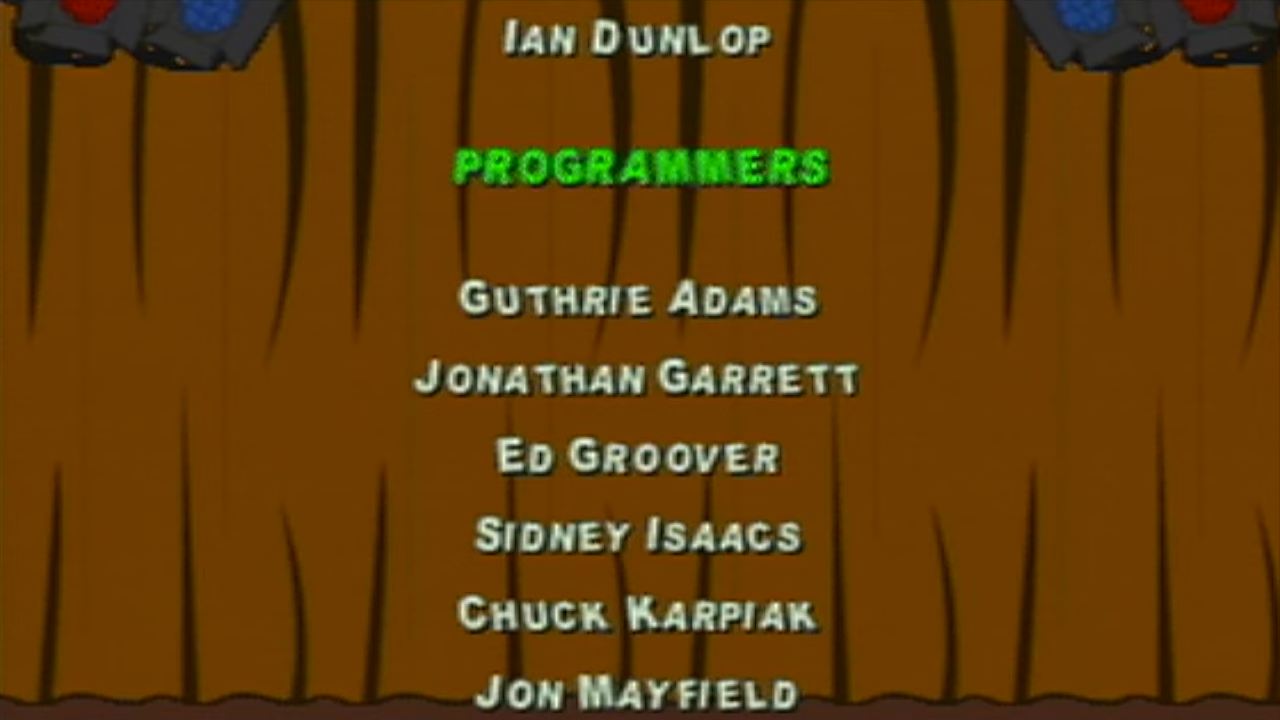 Ian Dunlop
PROGRAMMERS
Guthrie Adams
Jonathan Garrett
Ed Groover
Sidney Isaacs
Chuck Karpiak
Jon Mayfield